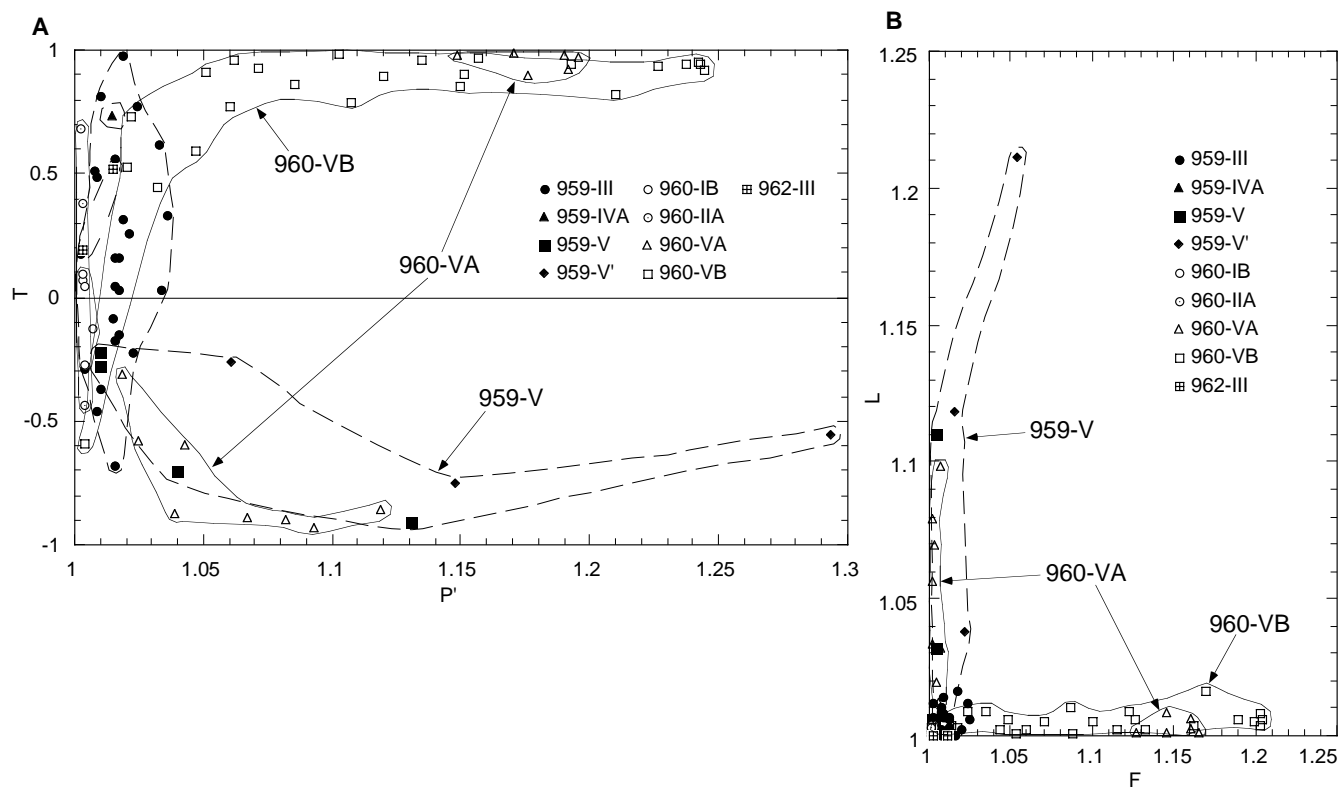 A
1
0.5
0
-0.5
-1
T
1
1.05
1.1
1.15
1.2
1.25
1.3
P'
960-VB
960-VA
959-V
959-III 960-IB 962-III
959-IVA 960-IIA
959-V 960-VA
959-V' 960-VB
B
1.25
1.2
1.15
1.1
1.05
1
L
1
1.05
1.1
1.15
1.2
1.25
F
959-III
959-IVA
959-V
959-V'
960-IB
960-IIA
960-VA
960-VB
962-III
959-V
960-VA
960-VB